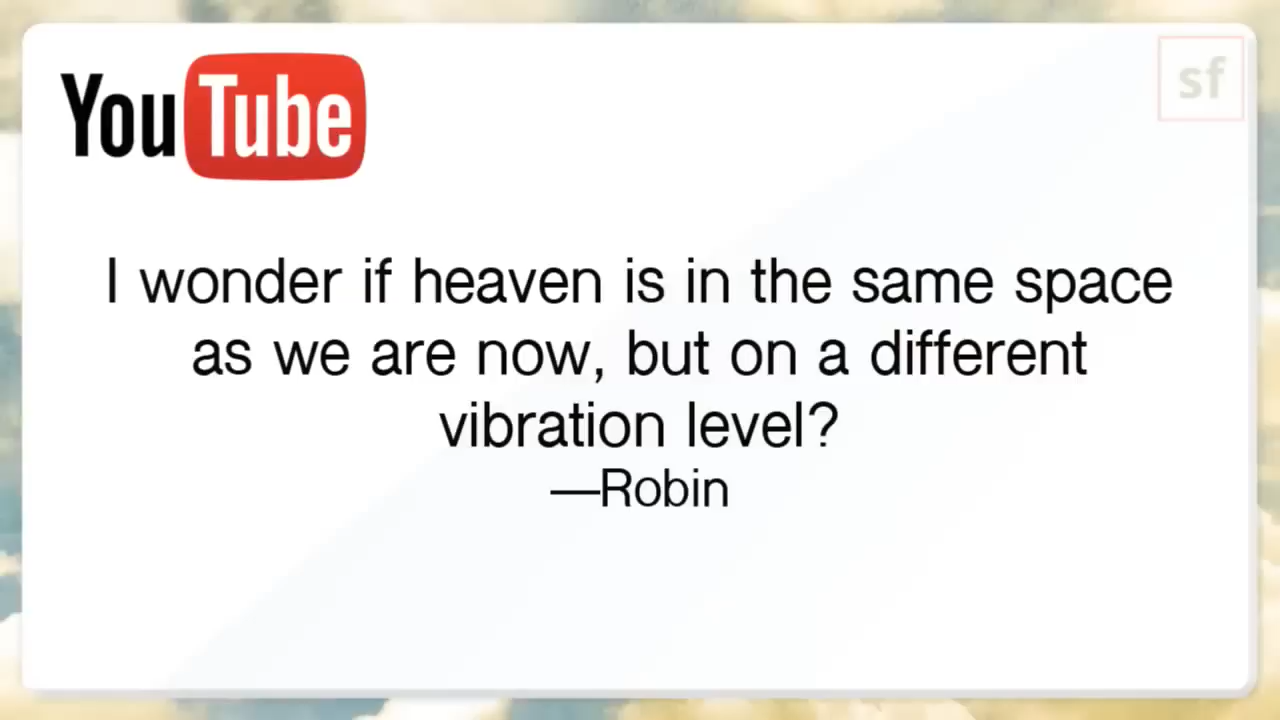 YouTube
sf
I wonder if heaven is in the same space
as we are now, but on a different
vibration level?
—Robin